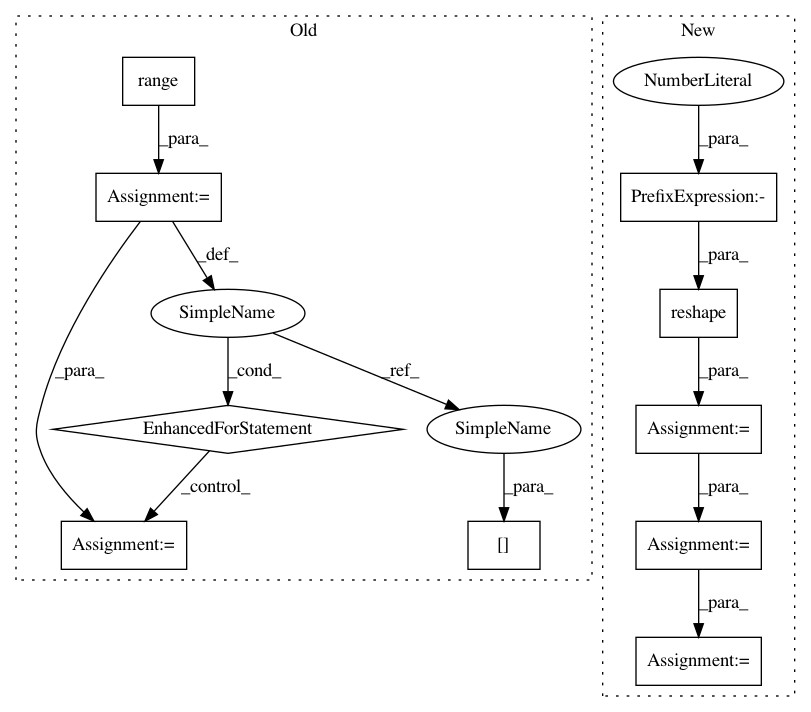 Old
New
range
NumberLiteral
_para_
_para_
Assignment:=
PrefixExpression:-
_def_
_para_
SimpleName
reshape
_para_
_cond_
_ref_
_para_
EnhancedForStatement
SimpleName
Assignment:=
_control_
_para_
_para_
Assignment:=
[]
Assignment:=
_para_
Assignment:=